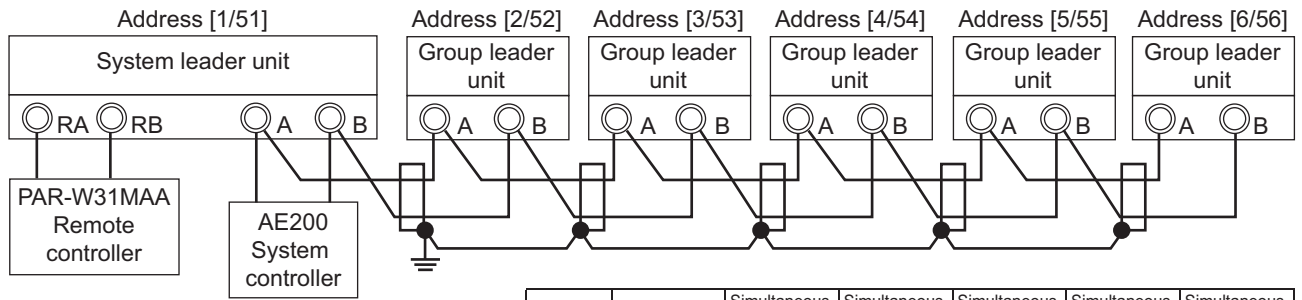 Address [1/51] Address [2/52] Address [3/53] Address [4/54] Address [5/55] Address [6/56]
System leader unit
Group leader
unit
Group leader
unit
Group leader
unit
Group leader
unit
Group leader
unit
RA RB A B A B A B A B A B A B
PAR-W31MAA
Remote
controller
AE200
System
controller
Simultaneous Simultaneous Simultaneous Simultaneous Simultaneous